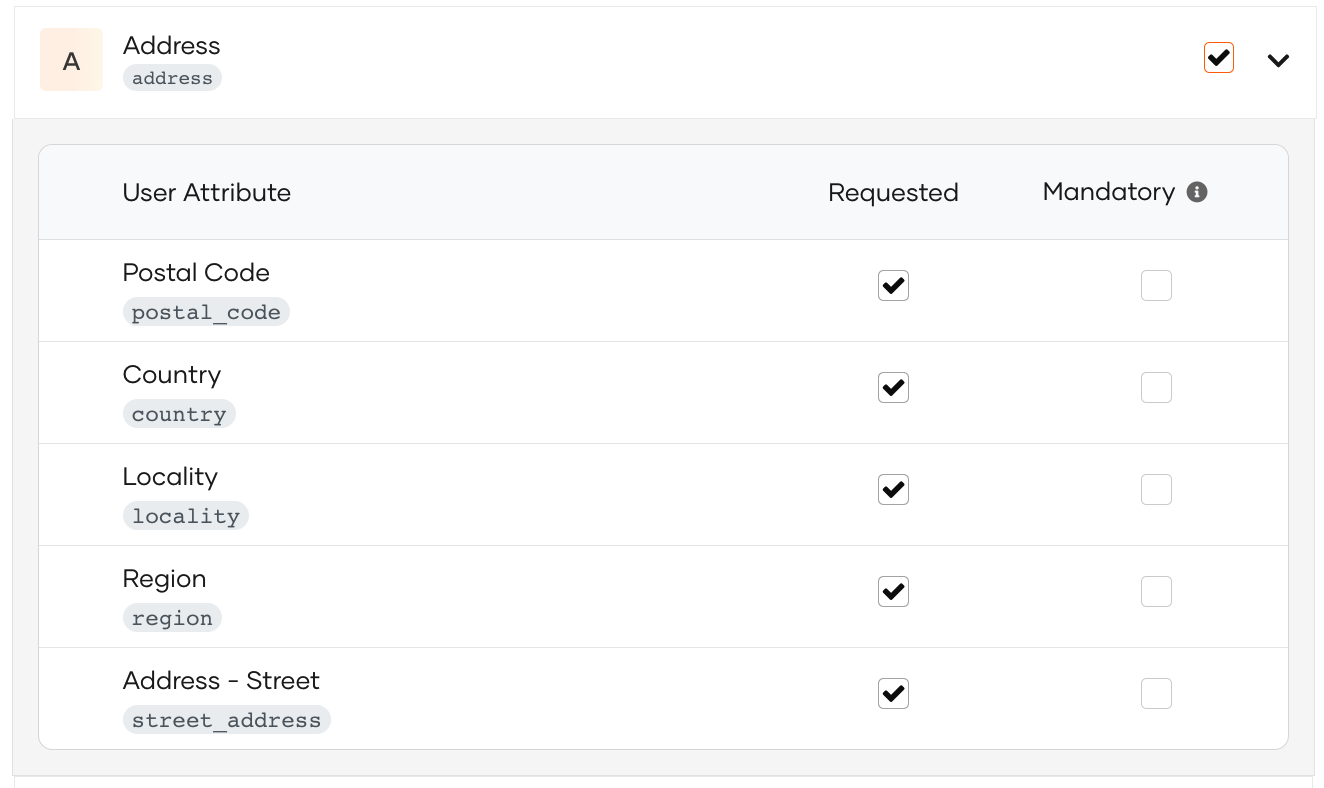 A
Address
address
User Attribute Requested Mandatory
Postal Code
postal_code
Country
country
Locality
locality
Region
region
Address - Street
street_address